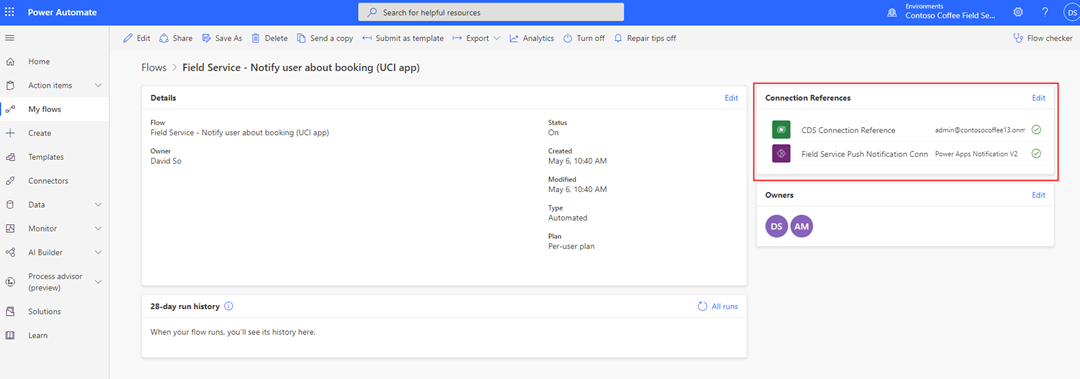 Power Automate
Search for helpful resources
Environments
Contoso Coffee Field Se...
DS
Edit
Share
Save As
Delete
Send a copy
Submit as template
Export
Analytics
Turn off
Repair tips off
Flow checker
Home
Action items
My flows
Create
Templates
Connectors
Data
Monitor
AI Builder
Process advisor
(preview)
Solutions
Learn
Flows > Field Service - Notify user about booking (UCI app)
Details
Edit
Flow
Field Service - Notify user about booking (UCI app)
Owner
David So
Status
On
Created
May 6, 10:40 AM
Modified
May 6, 10:40 AM
Type
Automated
Plan
Per-user plan
28-day run history
All runs
When your flow runs, you'll see its history here.
Connection References
Edit
CDS Connection Reference admin@contosocoffee13.onm
Field Service Push Notification Conn Power Apps Notification V2
Owners
Edit
DS AM